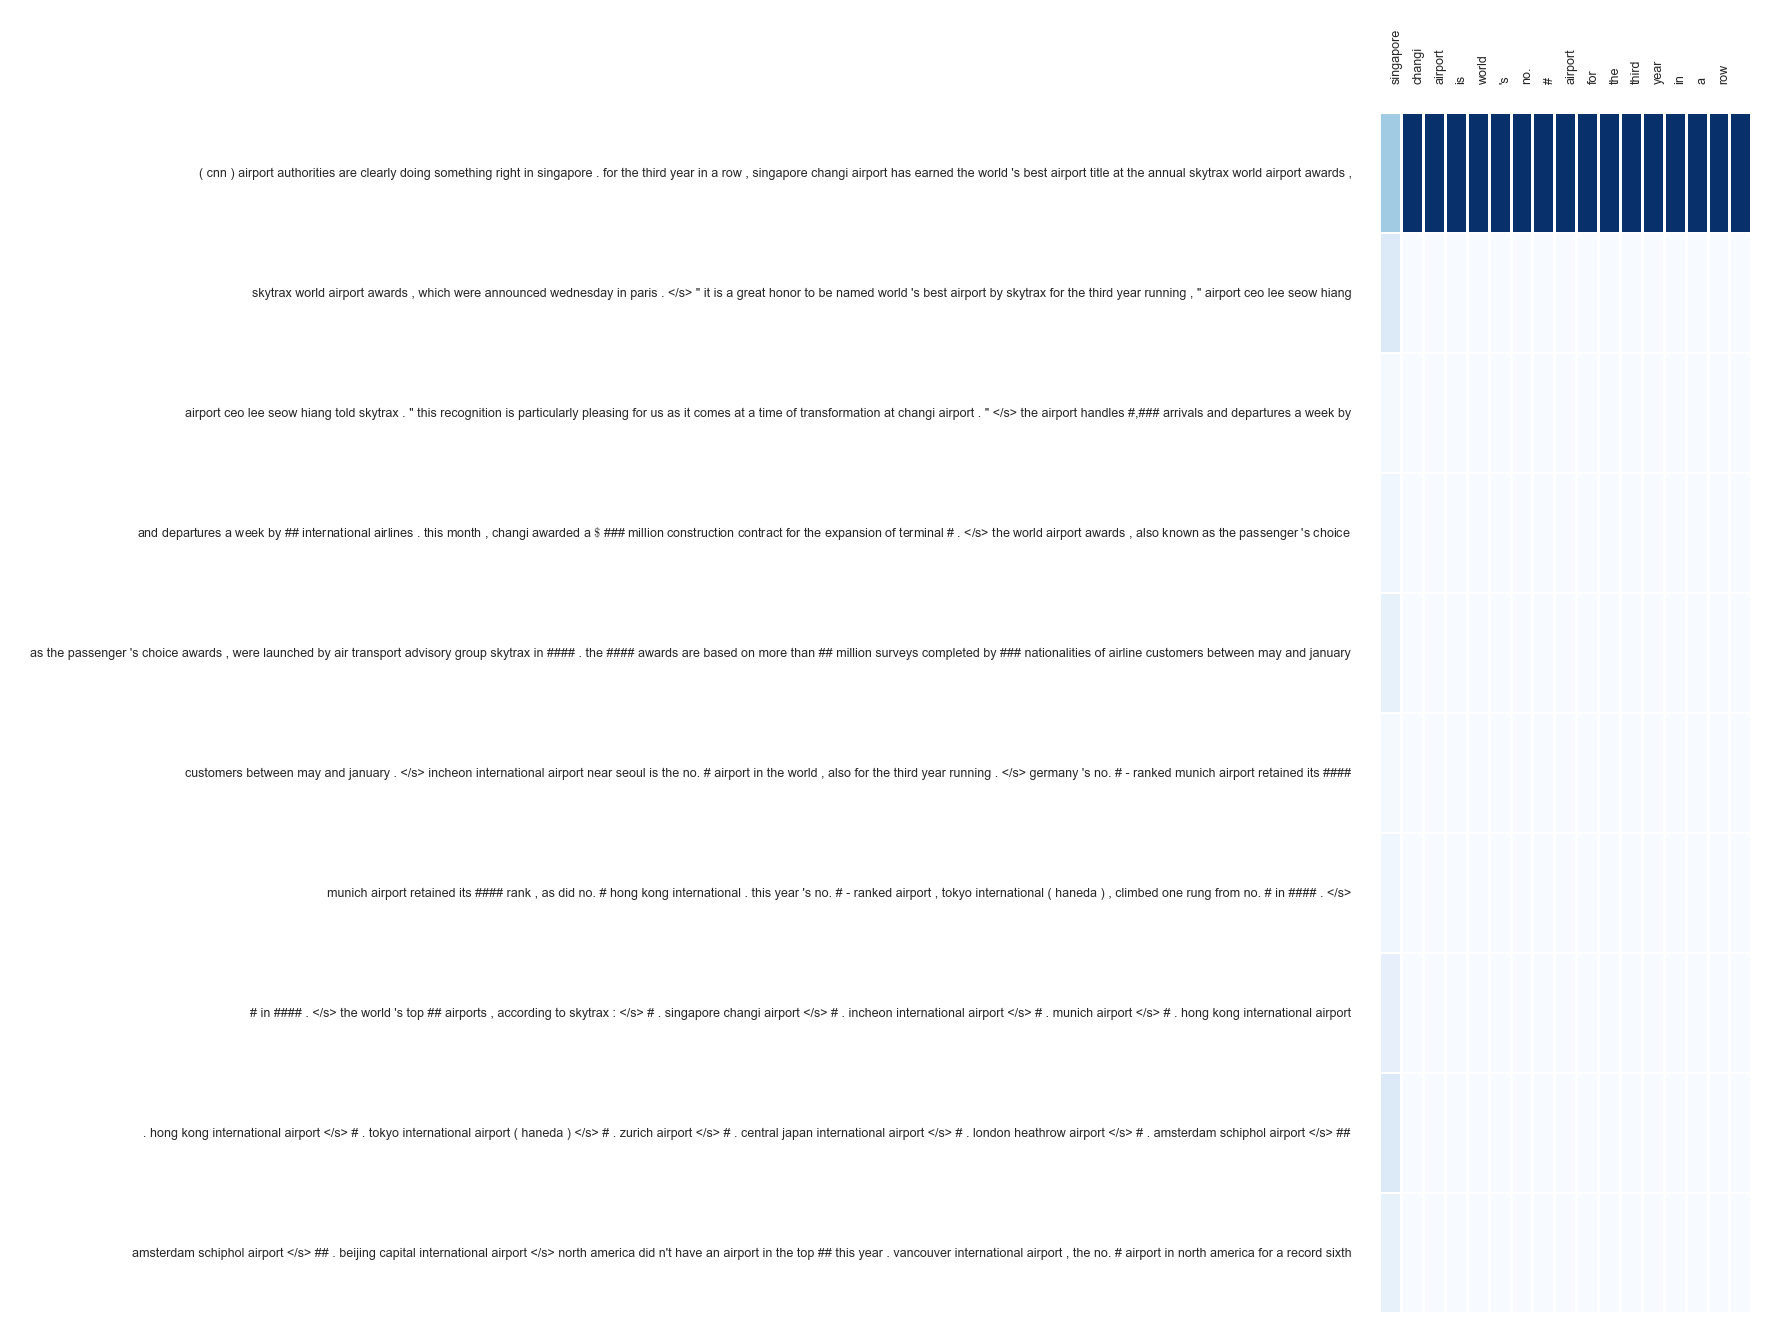 singapore
changi
airport
is
world
's
no.
#
airport
for
the
third
year
in
a
row
( cnn ) airport authorities are clearly doing something right in singapore . for the third year in a row , singapore changi airport has earned the world 's best airport title at the annual skytrax world airport awards ,
skytrax world airport awards , which were announced wednesday in paris . </s> " it is a great honor to be named world 's best airport by skytrax for the third year running , " airport ceo lee seow hiang
airport ceo lee seow hiang told skytrax . " this recognition is particularly pleasing for us as it comes at a time of transformation at changi airport . " </s> the airport handles #,### arrivals and departures a week by
and departures a week by ## international airlines . this month , changi awarded a $ ### million construction contract for the expansion of terminal # . </s> the world airport awards , also known as the passenger 's choice
as the passenger 's choice awards , were launched by air transport advisory group skytrax in #### . the #### awards are based on more than ## million surveys completed by ### nationalities of airline customers between may and january
customers between may and january . </s> incheon international airport near seoul is the no. # airport in the world , also for the third year running . </s> germany 's no. # - ranked munich airport retained its ####
munich airport retained its #### rank , as did no. # hong kong international . this year 's no. # - ranked airport , tokyo international ( haneda ) , climbed one rung from no. # in #### . </s>
# in #### . </s> the world 's top ## airports , according to skytrax : </s> # . singapore changi airport </s> # . incheon international airport </s> # . munich airport </s> # . hong kong international airport
. hong kong international airport </s> # . tokyo international airport ( haneda ) </s> # . zurich airport </s> # . central japan international airport </s> # . london heathrow airport </s> # . amsterdam schiphol airport </s> ##
amsterdam schiphol airport </s> ## . beijing capital international airport </s> north america did n't have an airport in the top ## this year . vancouver international airport , the no. # airport in north america for a record sixth